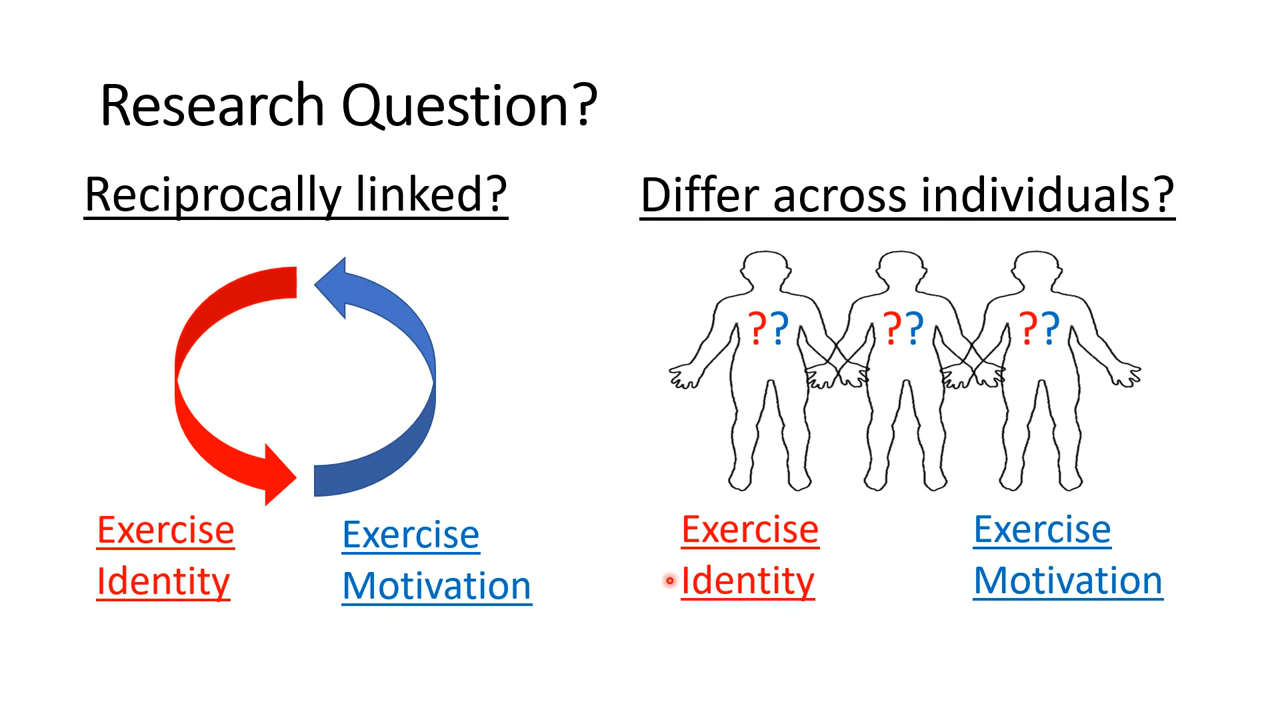 Research Question?
Reciprocally linked?
Exercise
Identity
Exercise
Motivation
Differ across individuals?
??
??
??
Exercise
Identity
Exercise
Motivation